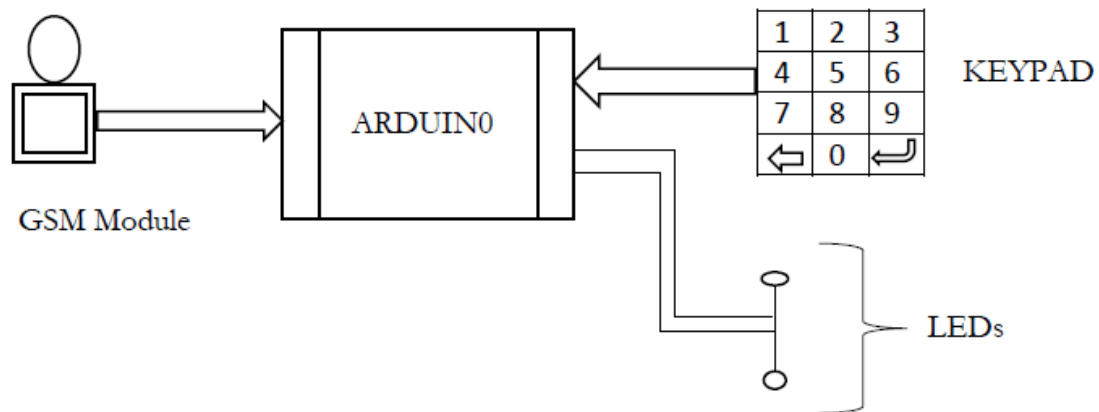 1 2 3
4 5 6
7 8 9
0
KEYPAD
ARDUIN0
GSM Module
LEDs